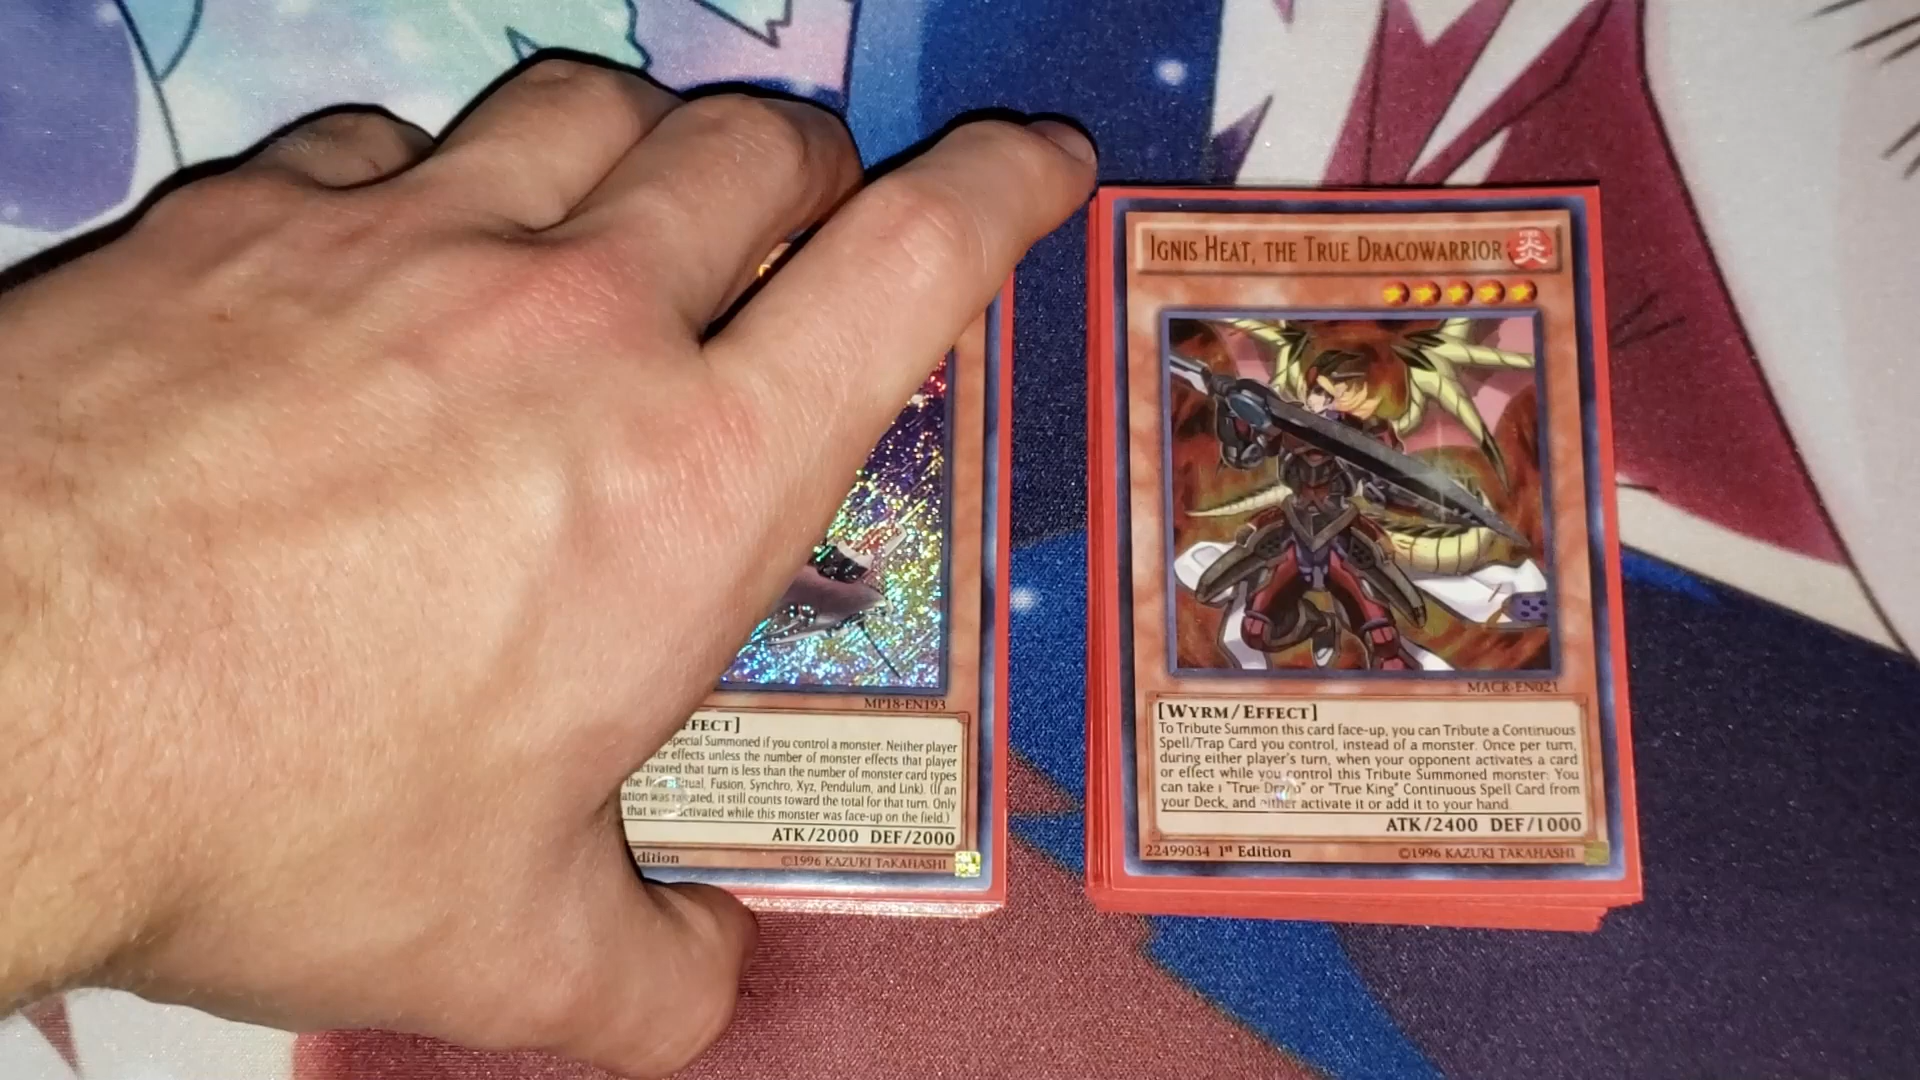 MP18-EN193
FFECT]
pecial Summoned if you control a monster. Neither player
er effects unless the number of monster effects that player
ctivated that turn is less than the number of monster card types
the field (Ritual, Fusion, Synchro, Xyz, Pendulum, and Link). (If an
ation was negated, it still counts toward the total for that turn. Only
that were activated while this monster was face-up on the field.)
ATK/2000 DEF/2000
dition ©1996 KAZUKI TAKAHASHI
IGNIS HEAT, THE TRUE DRACOWARRIOR 炎
MACR-EN021
[WYRM/EFFECT]
To Tribute Summon this card face-up, you can Tribute a Continuous
Spell/Trap Card you control, instead of a monster. Once per turn,
during either player's turn, when your opponent activates a card
or effect while you control this Tribute Summoned monster: You
can take 1 "True Draco" or "True King" Continuous Spell Card from
your Deck, and either activate it or add it to your hand.
ATK/2400 DEF/1000
22499034 1st Edition ©1996 KAZUKI TAKAHASHI